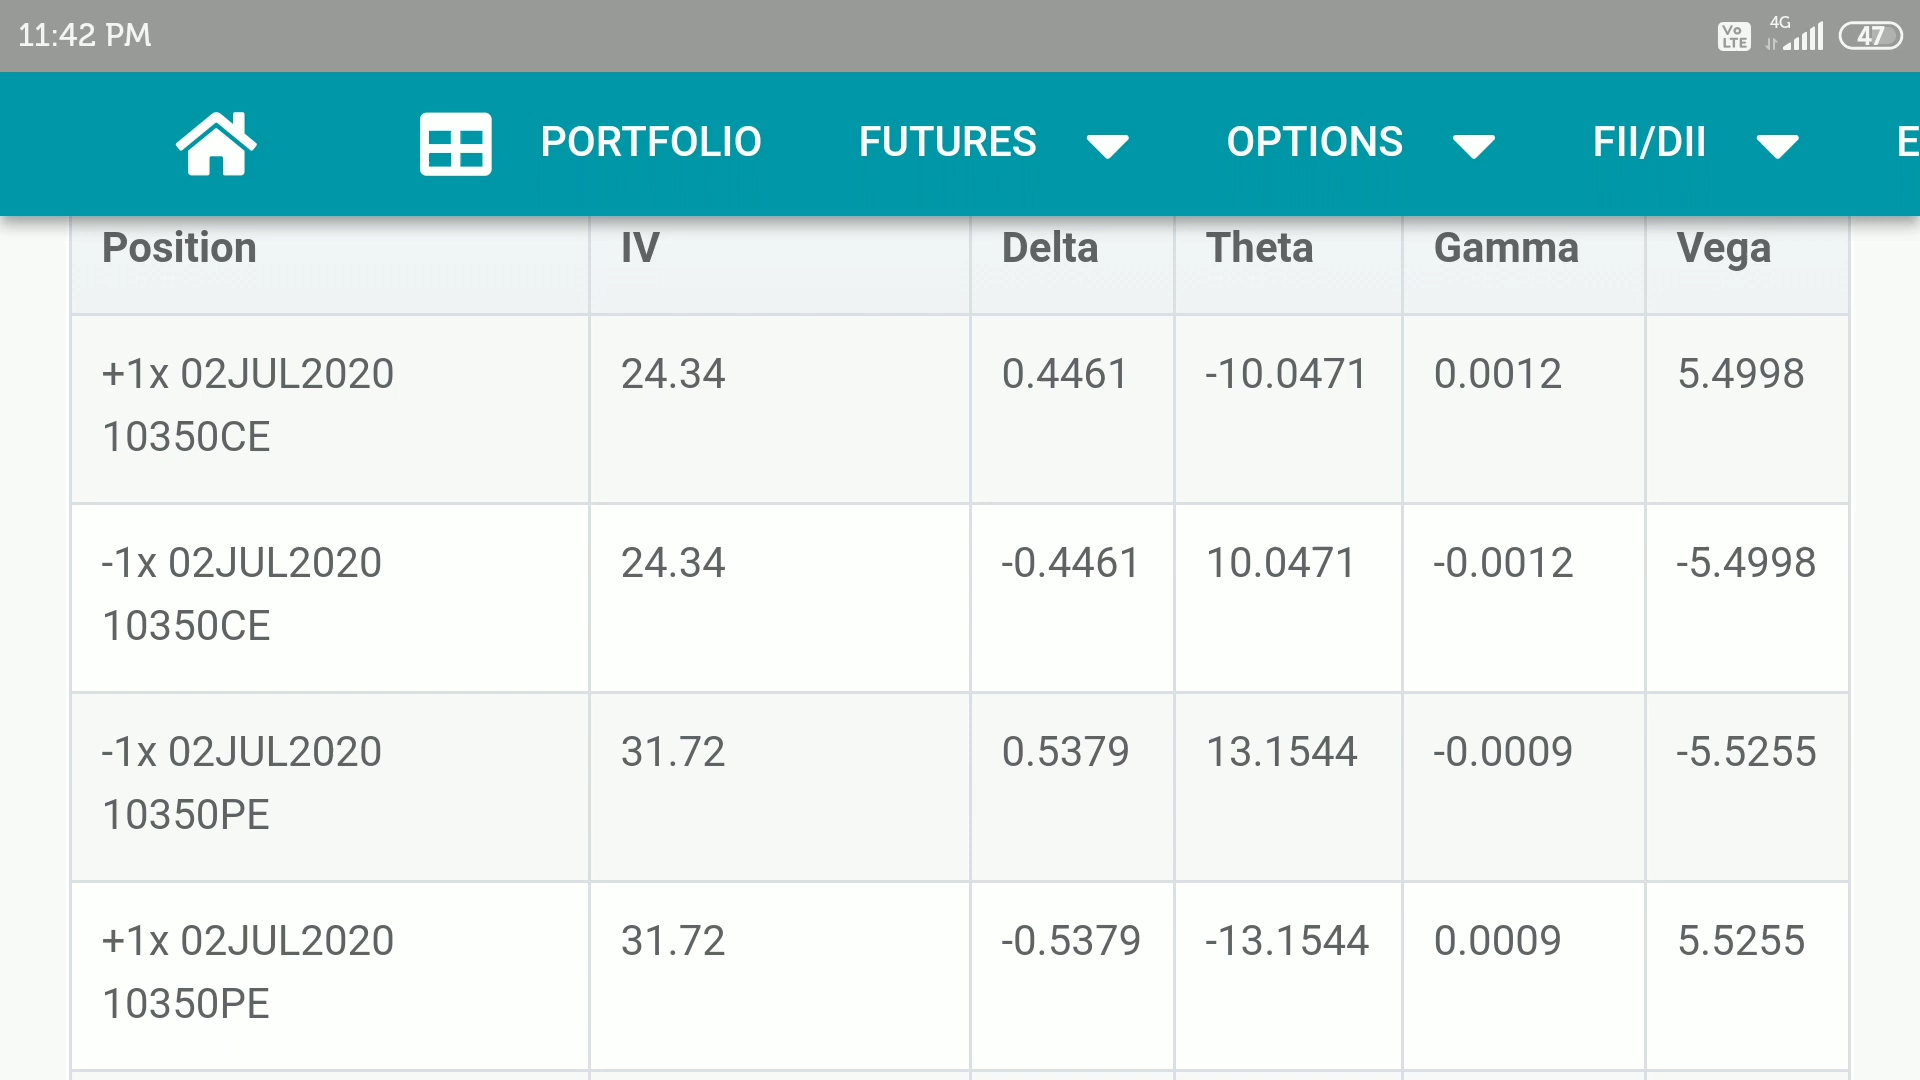 11:42 PM
Vo LTE 4G 47
PORTFOLIO FUTURES OPTIONS FII/DII E
Position IV Delta Theta Gamma Vega
+1x 02JUL2020 24.34 0.4461 -10.0471 0.0012 5.4998
10350CE
-1x 02JUL2020 24.34 -0.4461 10.0471 -0.0012 -5.4998
10350CE
-1x 02JUL2020 31.72 0.5379 13.1544 -0.0009 -5.5255
10350PE
+1x 02JUL2020 31.72 -0.5379 -13.1544 0.0009 5.5255
10350PE